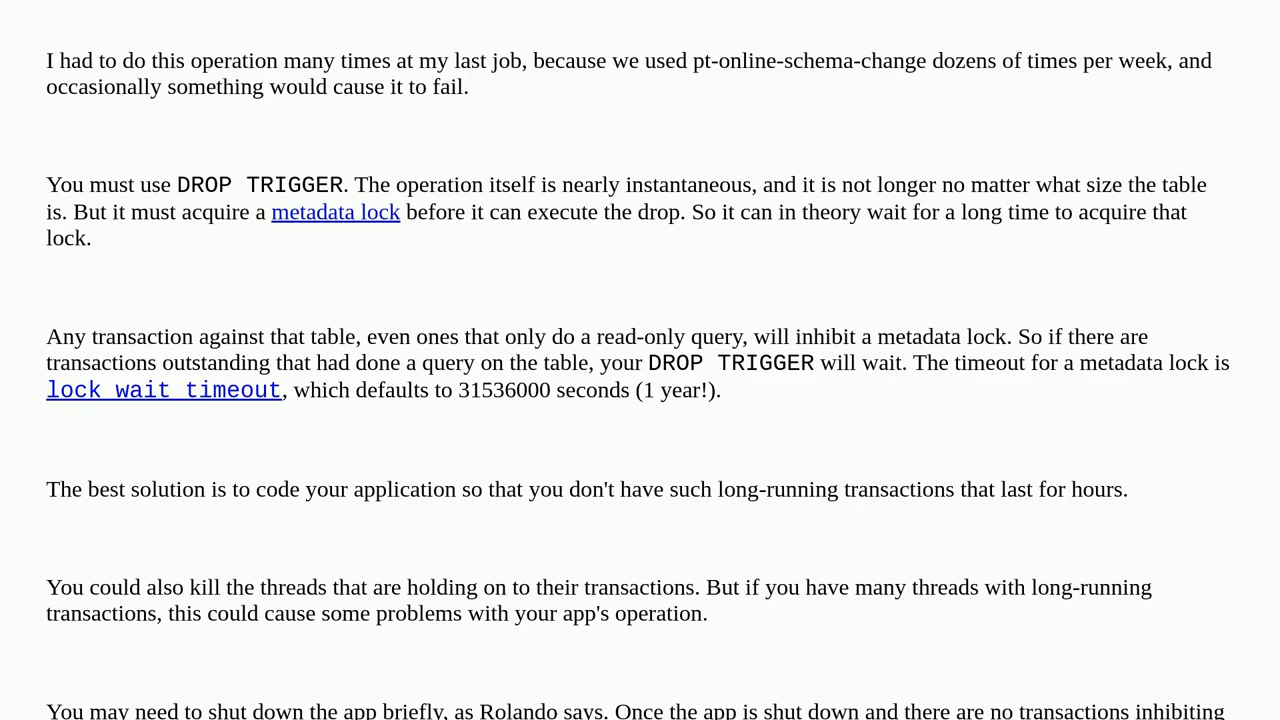 I had to do this operation many times at my last job, because we used pt-online-schema-change dozens of times per week, and
occasionally something would cause it to fail.
You must use DROP TRIGGER. The operation itself is nearly instantaneous, and it is not longer no matter what size the table
is. But it must acquire a metadata lock before it can execute the drop. So it can in theory wait for a long time to acquire that
lock.
Any transaction against that table, even ones that only do a read-only query, will inhibit a metadata lock. So if there are
transactions outstanding that had done a query on the table, your DROP TRIGGER will wait. The timeout for a metadata lock is
lock_wait_timeout, which defaults to 31536000 seconds (1 year!).
The best solution is to code your application so that you don't have such long-running transactions that last for hours.
You could also kill the threads that are holding on to their transactions. But if you have many threads with long-running
transactions, this could cause some problems with your app's operation.
You may need to shut down the app briefly, as Rolando says. Once the app is shut down and there are no transactions inhibiting